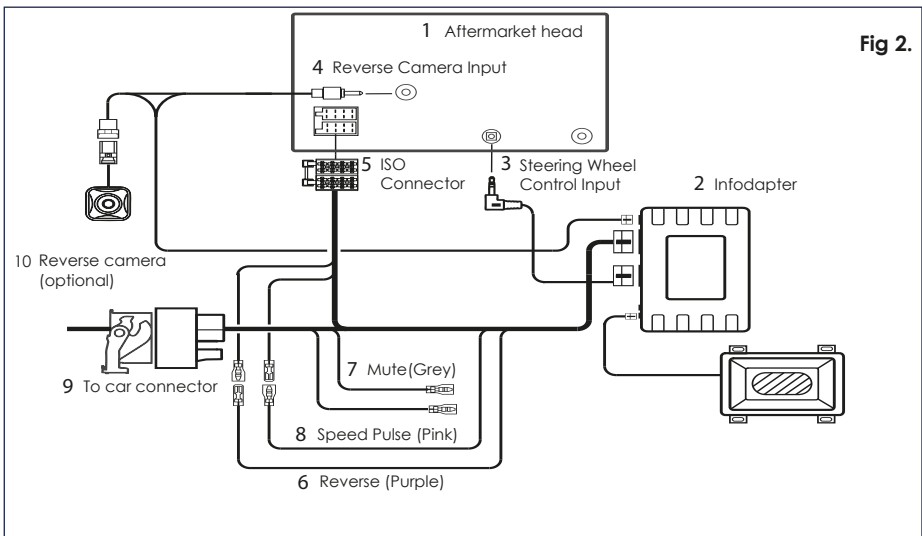 1 Aftermarket head
Fig 2.
4 Reverse Camera Input
5 ISO
Connector
3 Steering Wheel
Control Input
2 Infodapter
10 Reverse camera
(optional)
7 Mute(Grey)
9 To car connector
8 Speed Pulse (Pink)
6 Reverse (Purple)